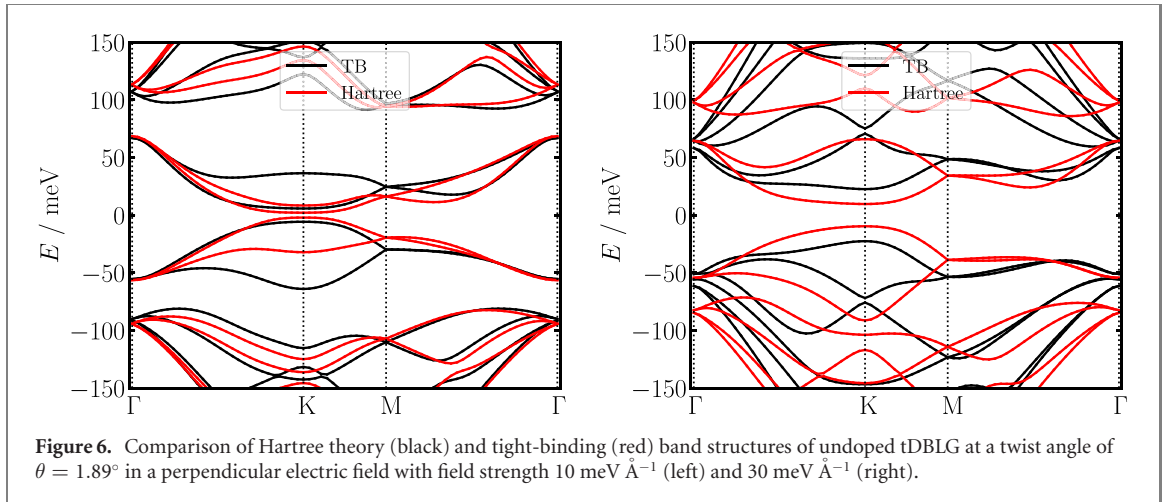 150
100
50
0
−50
−100
−150
E / meV
Γ
K
M
Γ
TB
Hartree
150
100
50
0
−50
−100
−150
E / meV
Γ
K
M
Γ
TB
Hartree
Figure 6. Comparison of Hartree theory (black) and tight-binding (red) band structures of undoped tDBLG at a twist angle of
θ = 1.89° in a perpendicular electric field with field strength 10 meV Å⁻¹ (left) and 30 meV Å⁻¹ (right).